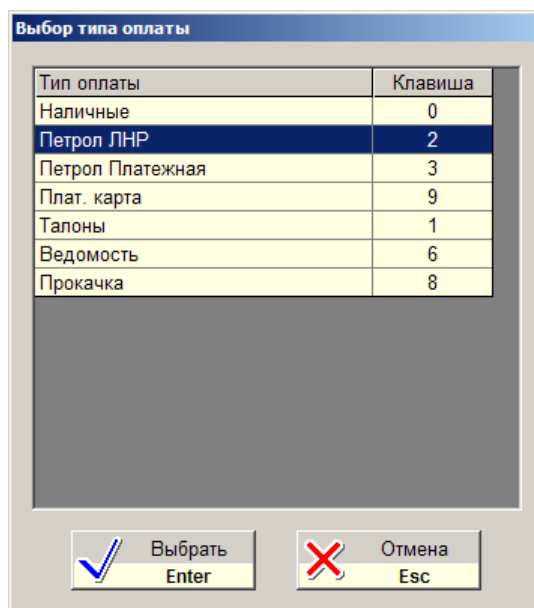 Выбор типа оплаты
Тип оплаты Клавиша
Наличные 0
Петрол ЛНР 2
Петрол Платежная 3
Плат. карта 9
Талоны 1
Ведомость 6
Прокачка 8
Выбрать Отмена
Enter Esc